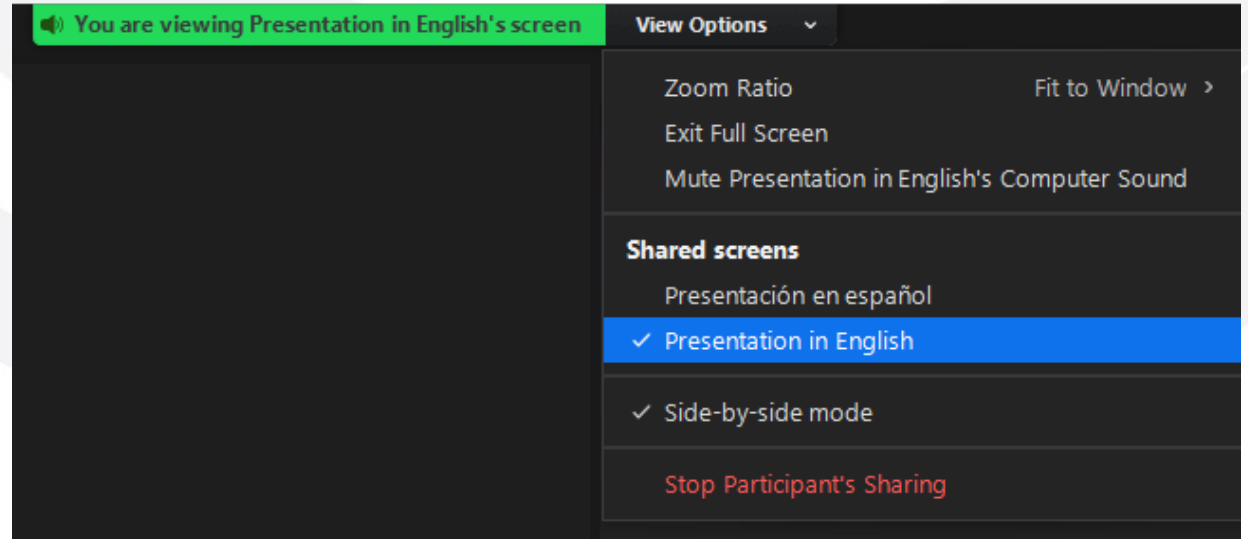 You are viewing Presentation in English's screen View Options
Zoom Ratio Fit to Window >
Exit Full Screen
Mute Presentation in English's Computer Sound
Shared screens
Presentación en español
✓ Presentation in English
✓ Side-by-side mode
Stop Participant's Sharing